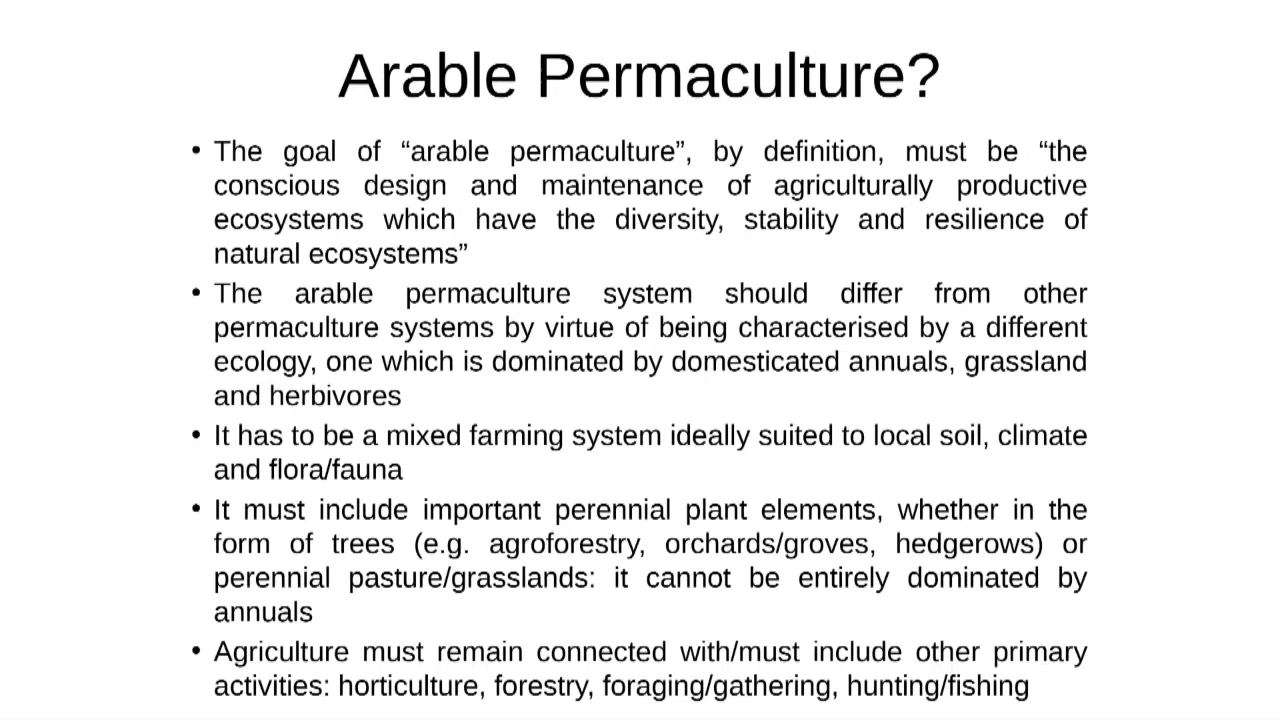 Arable Permaculture?
• The goal of “arable permaculture”, by definition, must be “the
conscious design and maintenance of agriculturally productive
ecosystems which have the diversity, stability and resilience of
natural ecosystems”
• The arable permaculture system should differ from other
permaculture systems by virtue of being characterised by a different
ecology, one which is dominated by domesticated annuals, grassland
and herbivores
• It has to be a mixed farming system ideally suited to local soil, climate
and flora/fauna
• It must include important perennial plant elements, whether in the
form of trees (e.g. agroforestry, orchards/groves, hedgerows) or
perennial pasture/grasslands: it cannot be entirely dominated by
annuals
• Agriculture must remain connected with/must include other primary
activities: horticulture, forestry, foraging/gathering, hunting/fishing